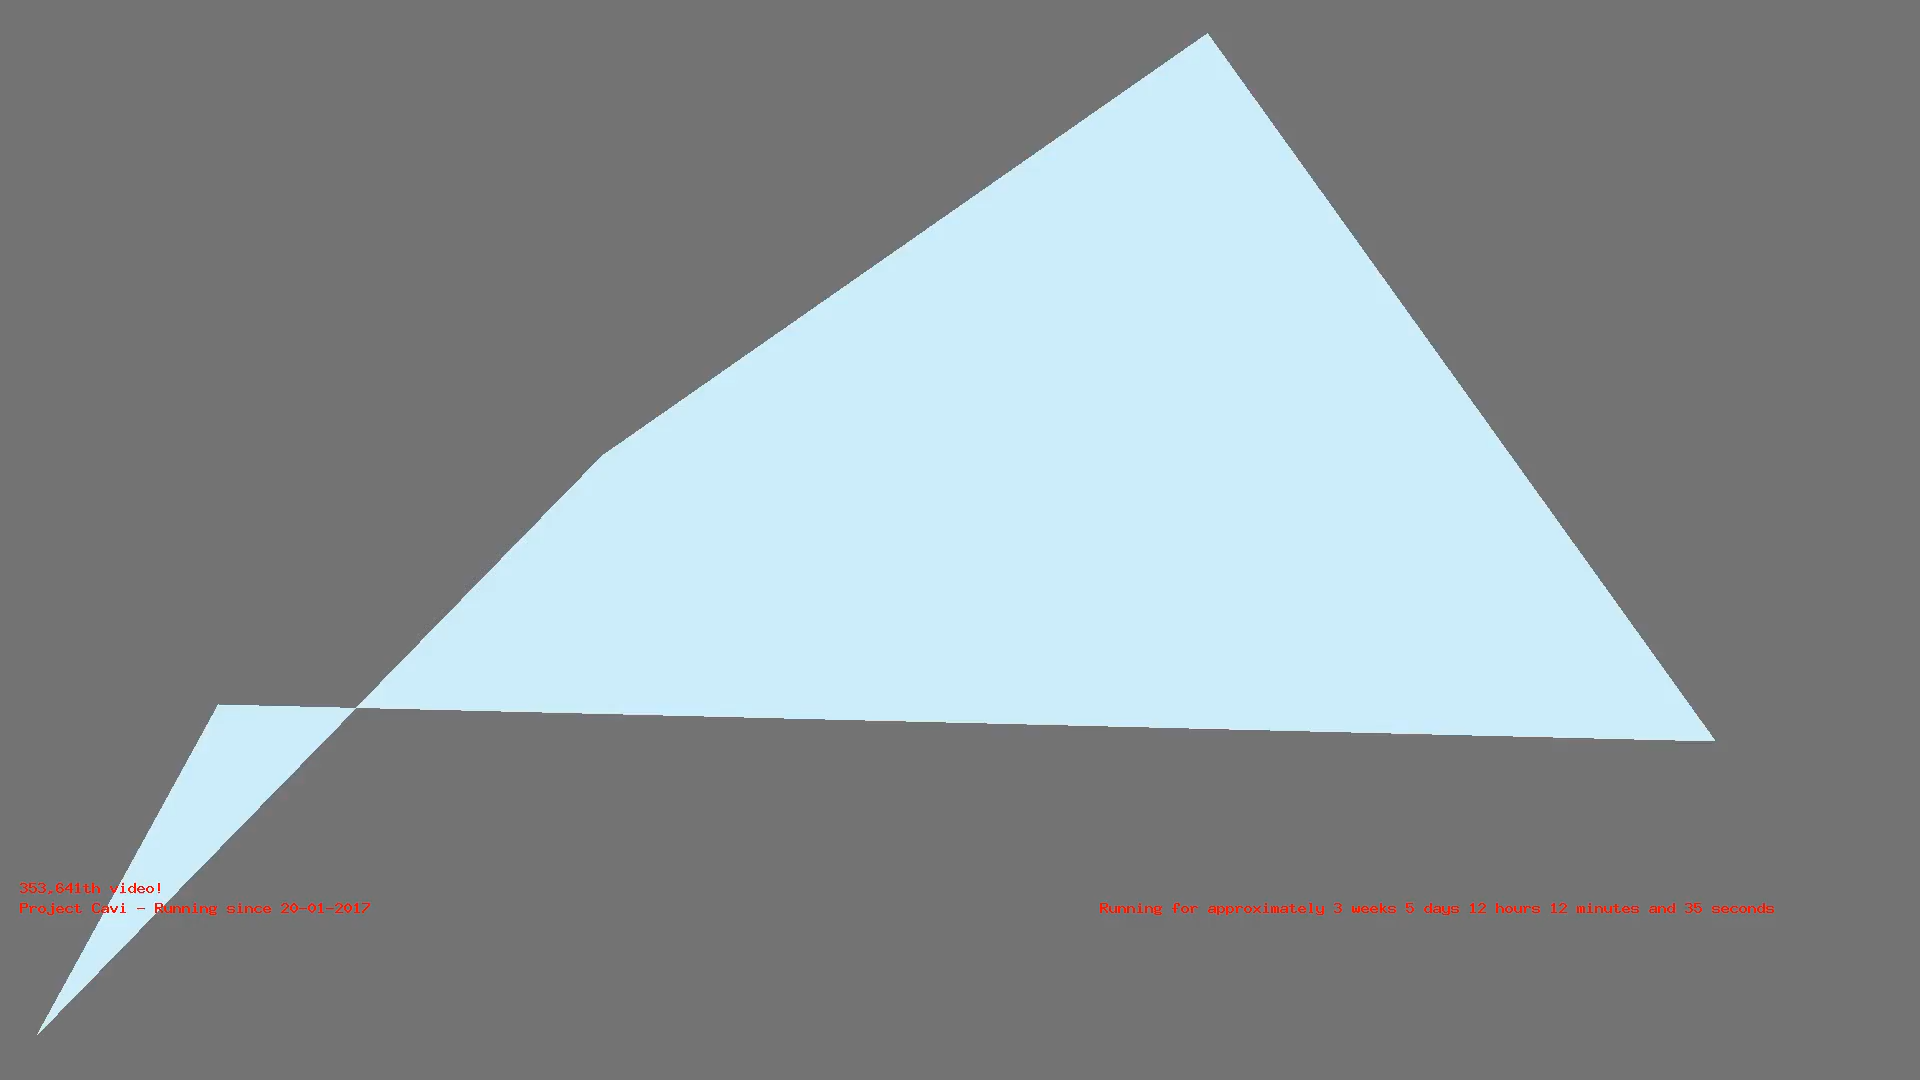 353,641th video!
Project Cavi - Running since 20-01-2017
Running for approximately 3 weeks 5 days 12 hours 12 minutes and 35 seconds